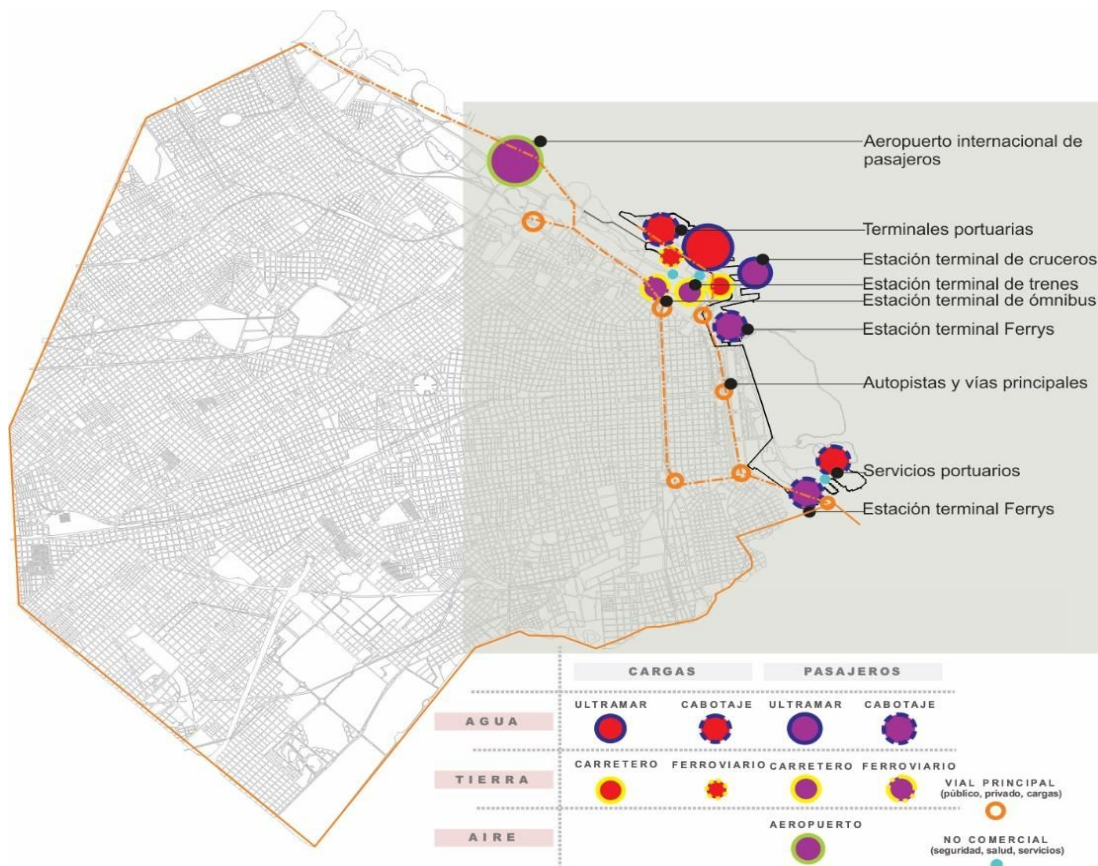 Aeropuerto internacional de
pasajeros
Terminales portuarias
Estación terminal de cruceros
Estación terminal de trenes
Estación terminal de ómnibus
Estación terminal Ferrys
Autopistas y vías principales
Servicios portuarios
Estación terminal Ferrys
CARGAS PASAJEROS
ULTRAMAR CABOTAJE ULTRAMAR CABOTAJE
AGUA
CARRETERO FERROVIARIO CARRETERO FERROVIARIO
TIERRA
VIAL PRINCIPAL
(público, privado, cargas)
AEROPUERTO
AIRE
NO COMERCIAL
(seguridad, salud, servicios)